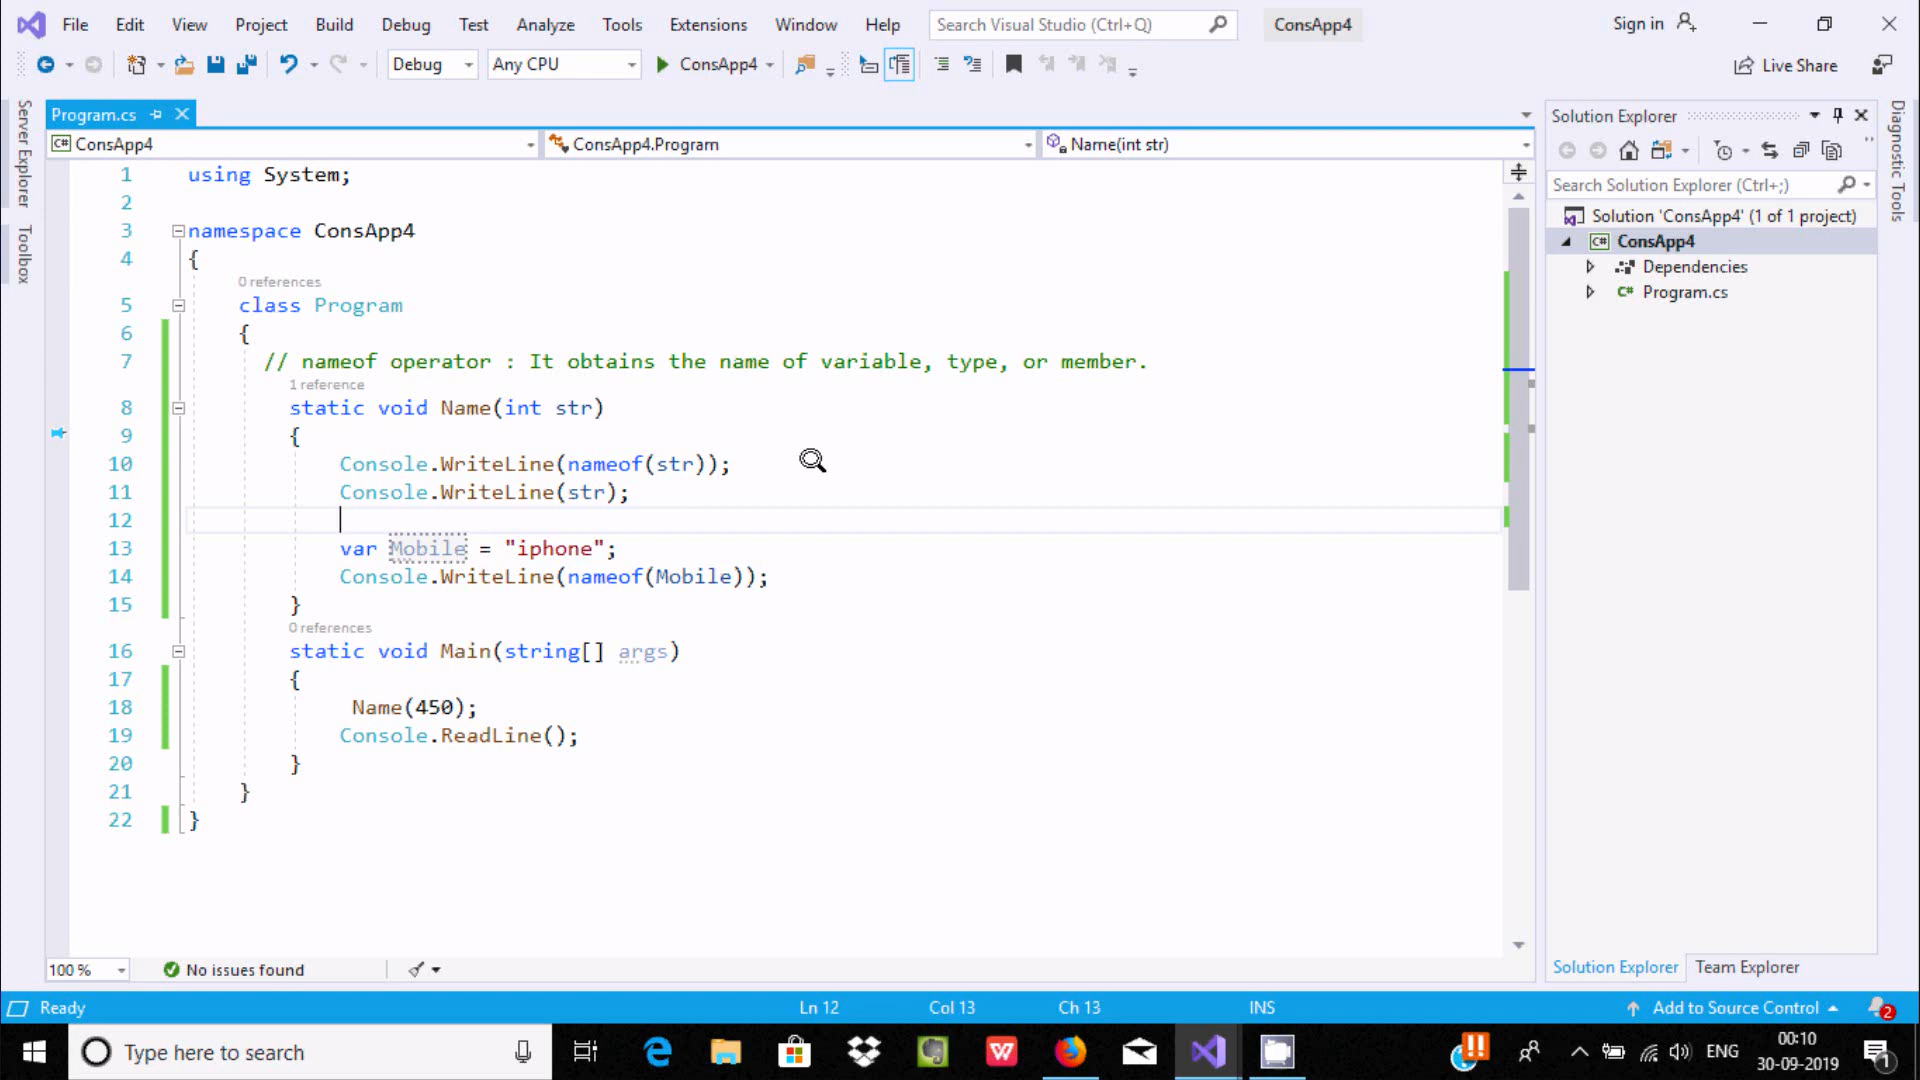 File Edit View Project Build Debug Test Analyze Tools Extensions Window Help Search Visual Studio (Ctrl+Q) ConsApp4 Sign in
Debug Any CPU ConsApp4 Live Share
Server Explorer
Toolbox
Program.cs
ConsApp4 ConsApp4.Program Name(int str)
1 using System;
2
3 namespace ConsApp4
4 {
0 references
5 class Program
6 {
7 // nameof operator : It obtains the name of variable, type, or member.
1 reference
8 static void Name(int str)
9 {
10 Console.WriteLine(nameof(str));
11 Console.WriteLine(str);
12
13 var Mobile = "iphone";
14 Console.WriteLine(nameof(Mobile));
15 }
0 references
16 static void Main(string[] args)
17 {
18 Name(450);
19 Console.ReadLine();
20 }
21 }
22 }
100 % No issues found
Solution Explorer
Search Solution Explorer (Ctrl+;)
Solution 'ConsApp4' (1 of 1 project)
C# ConsApp4
Dependencies
C# Program.cs
Solution Explorer Team Explorer
Diagnostic Tools
Ready Ln 12 Col 13 Ch 13 INS Add to Source Control 2
Type here to search ENG 00:10
30-09-2019 1